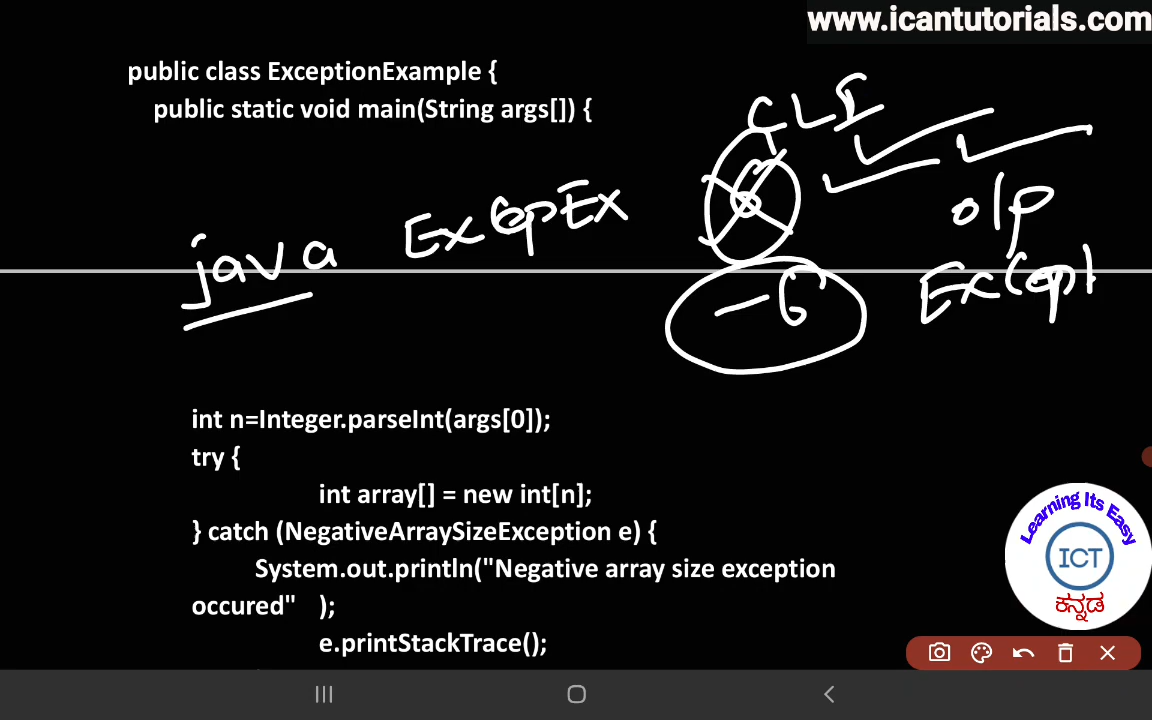 www.icantutorials.com
public class ExceptionExample {
public static void main(String args[]) {
CLI
java ExcepEx
o/p
-6
Excep
int n=Integer.parseInt(args[0]);
try {
int array[] = new int[n];
} catch (NegativeArraySizeException e) {
System.out.println("Negative array size exception
occured" );
e.printStackTrace();
Learning Its Easy
ICT
ಕನ್ನಡ